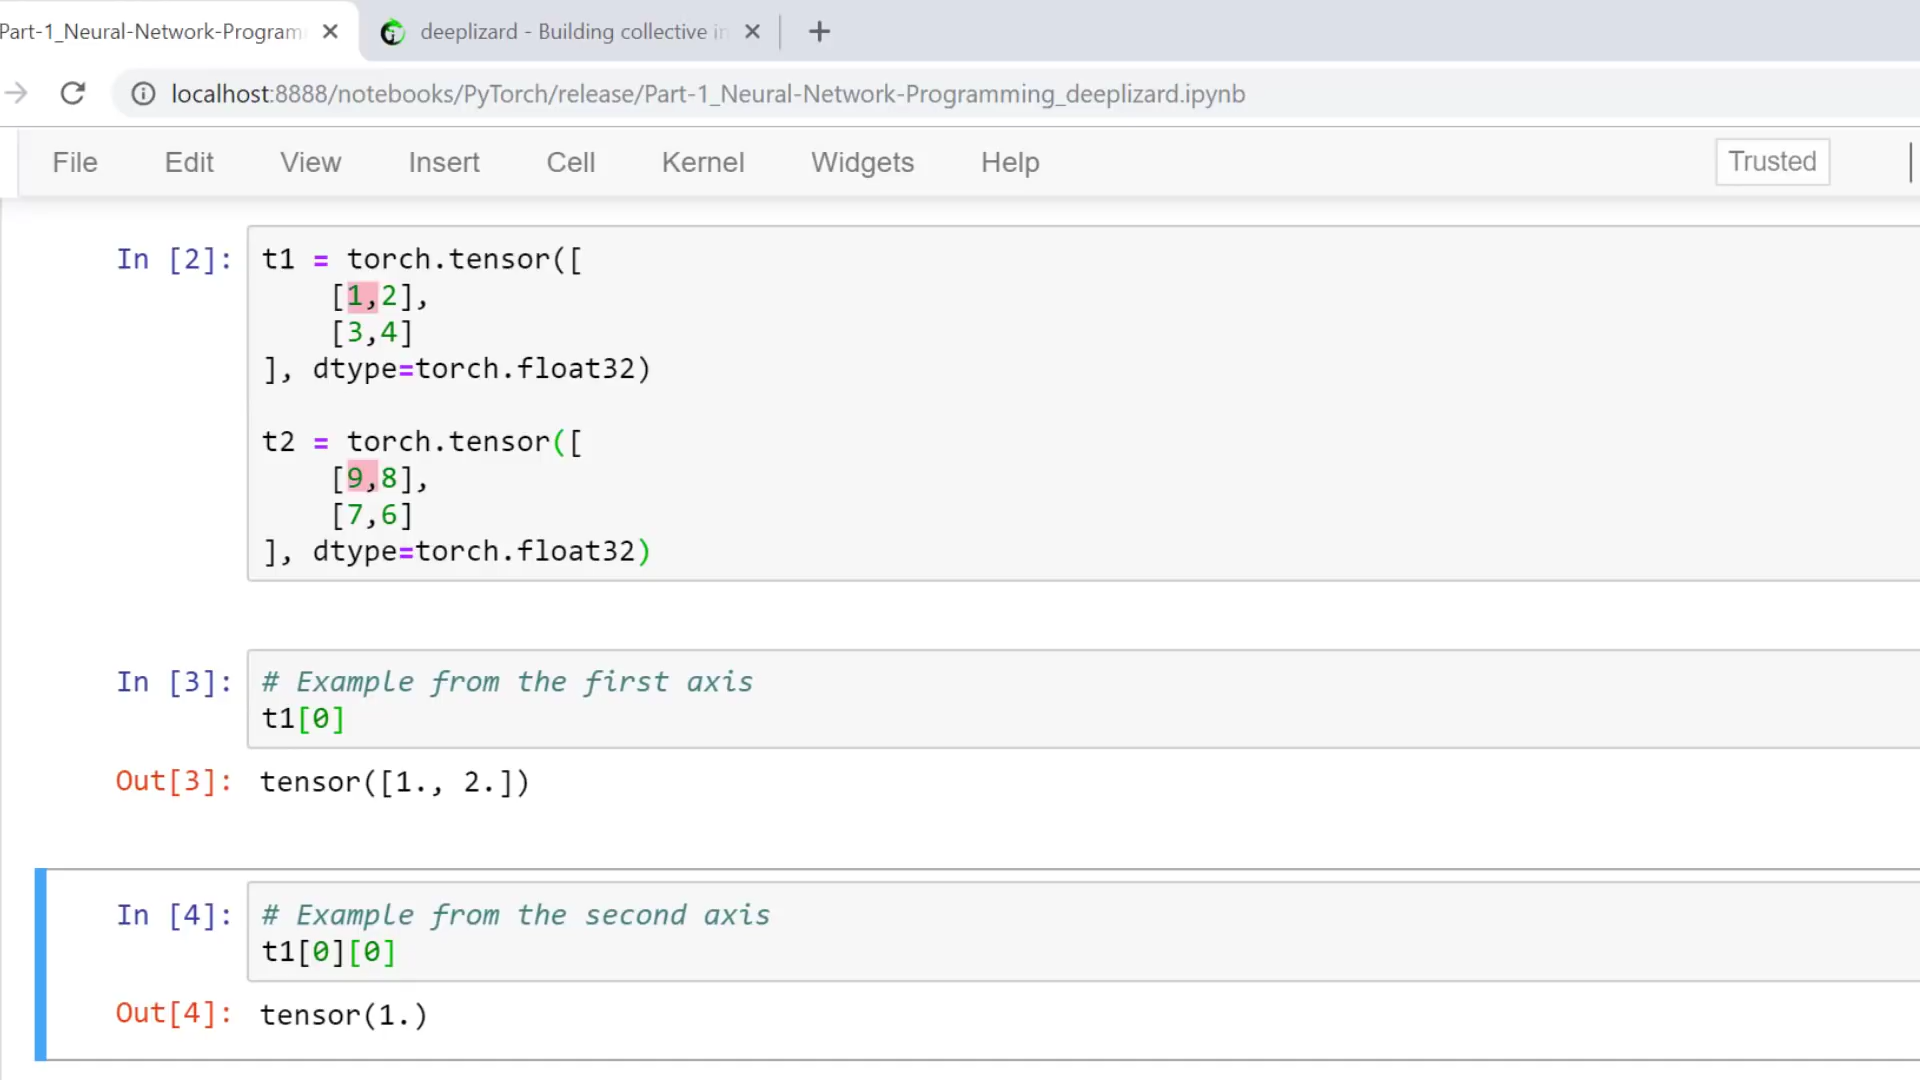 Part-1_Neural-Network-Program
deeplizard - Building collective in
localhost:8888/notebooks/PyTorch/release/Part-1_Neural-Network-Programming_deeplizard.ipynb
File Edit View Insert Cell Kernel Widgets Help Trusted
In [2]: t1 = torch.tensor([
[1,2],
[3,4]
], dtype=torch.float32)
t2 = torch.tensor([
[9,8],
[7,6]
], dtype=torch.float32)
In [3]: # Example from the first axis
t1[0]
Out[3]: tensor([1., 2.])
In [4]: # Example from the second axis
t1[0][0]
Out[4]: tensor(1.)